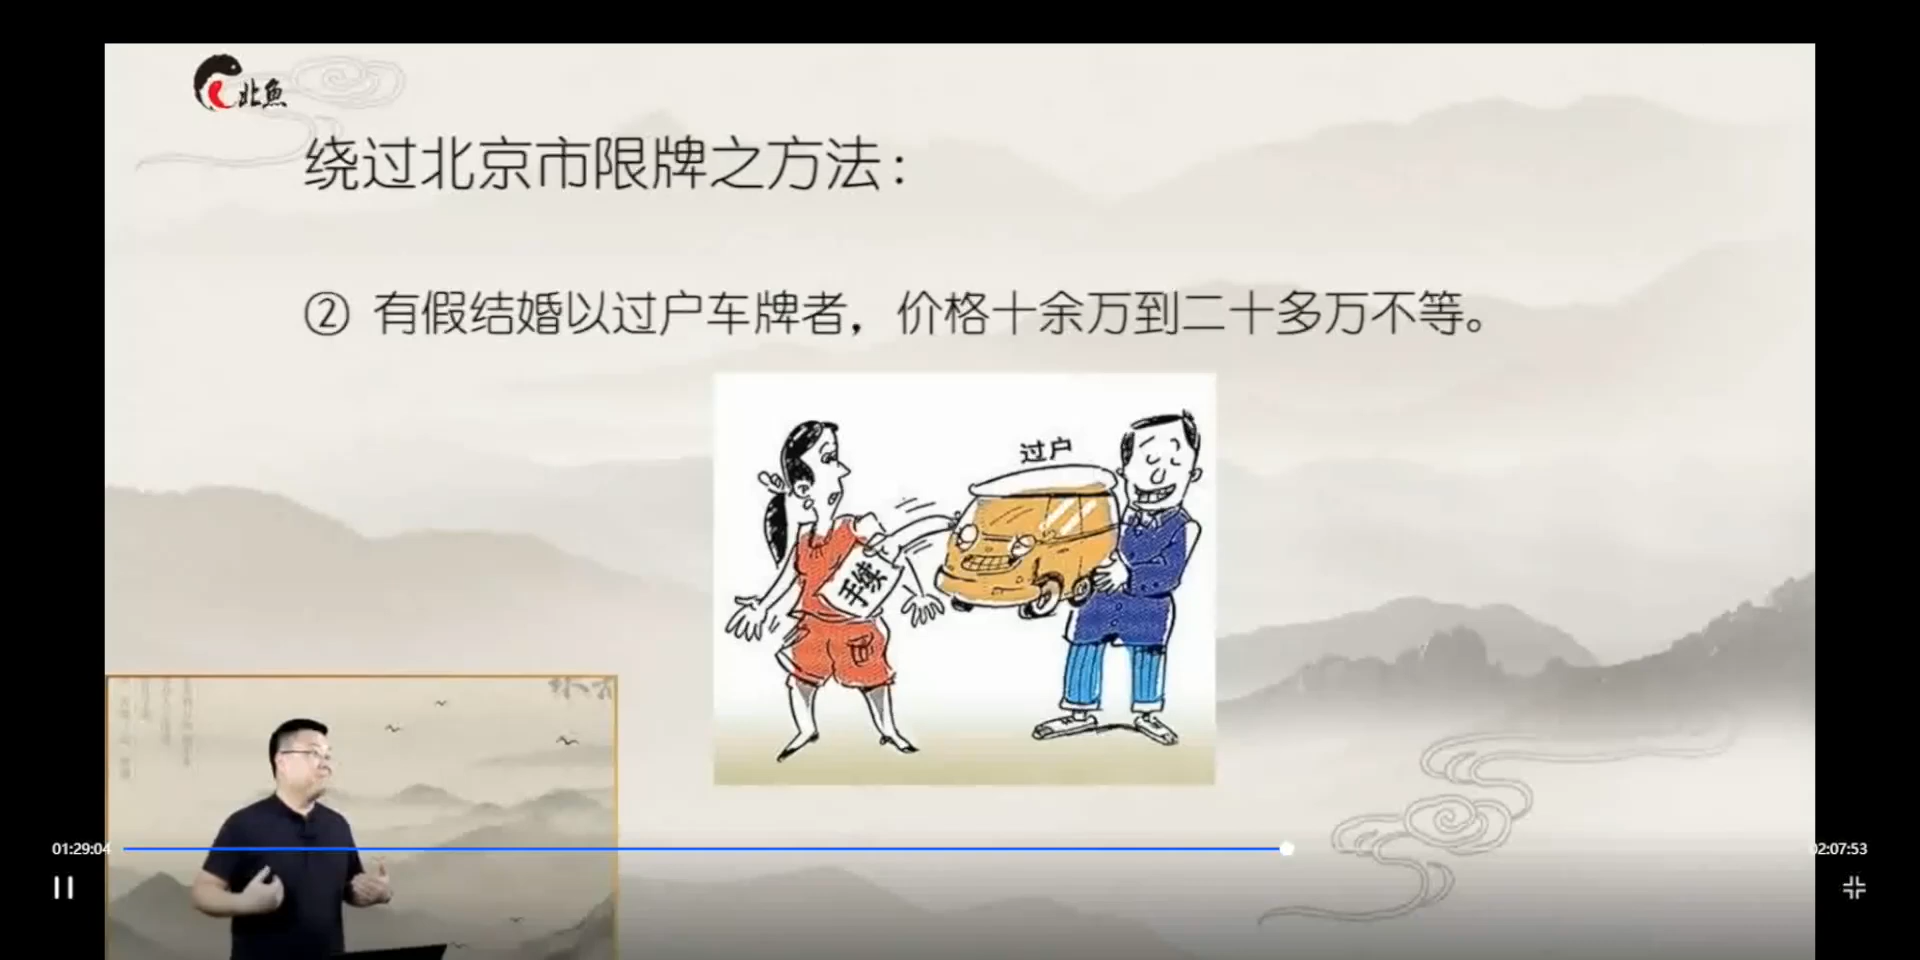 北魚
绕过北京市限牌之方法：
② 有假结婚以过户车牌者，价格十余万到二十多万不等。
过户
手续
01:29:04
02:07:53